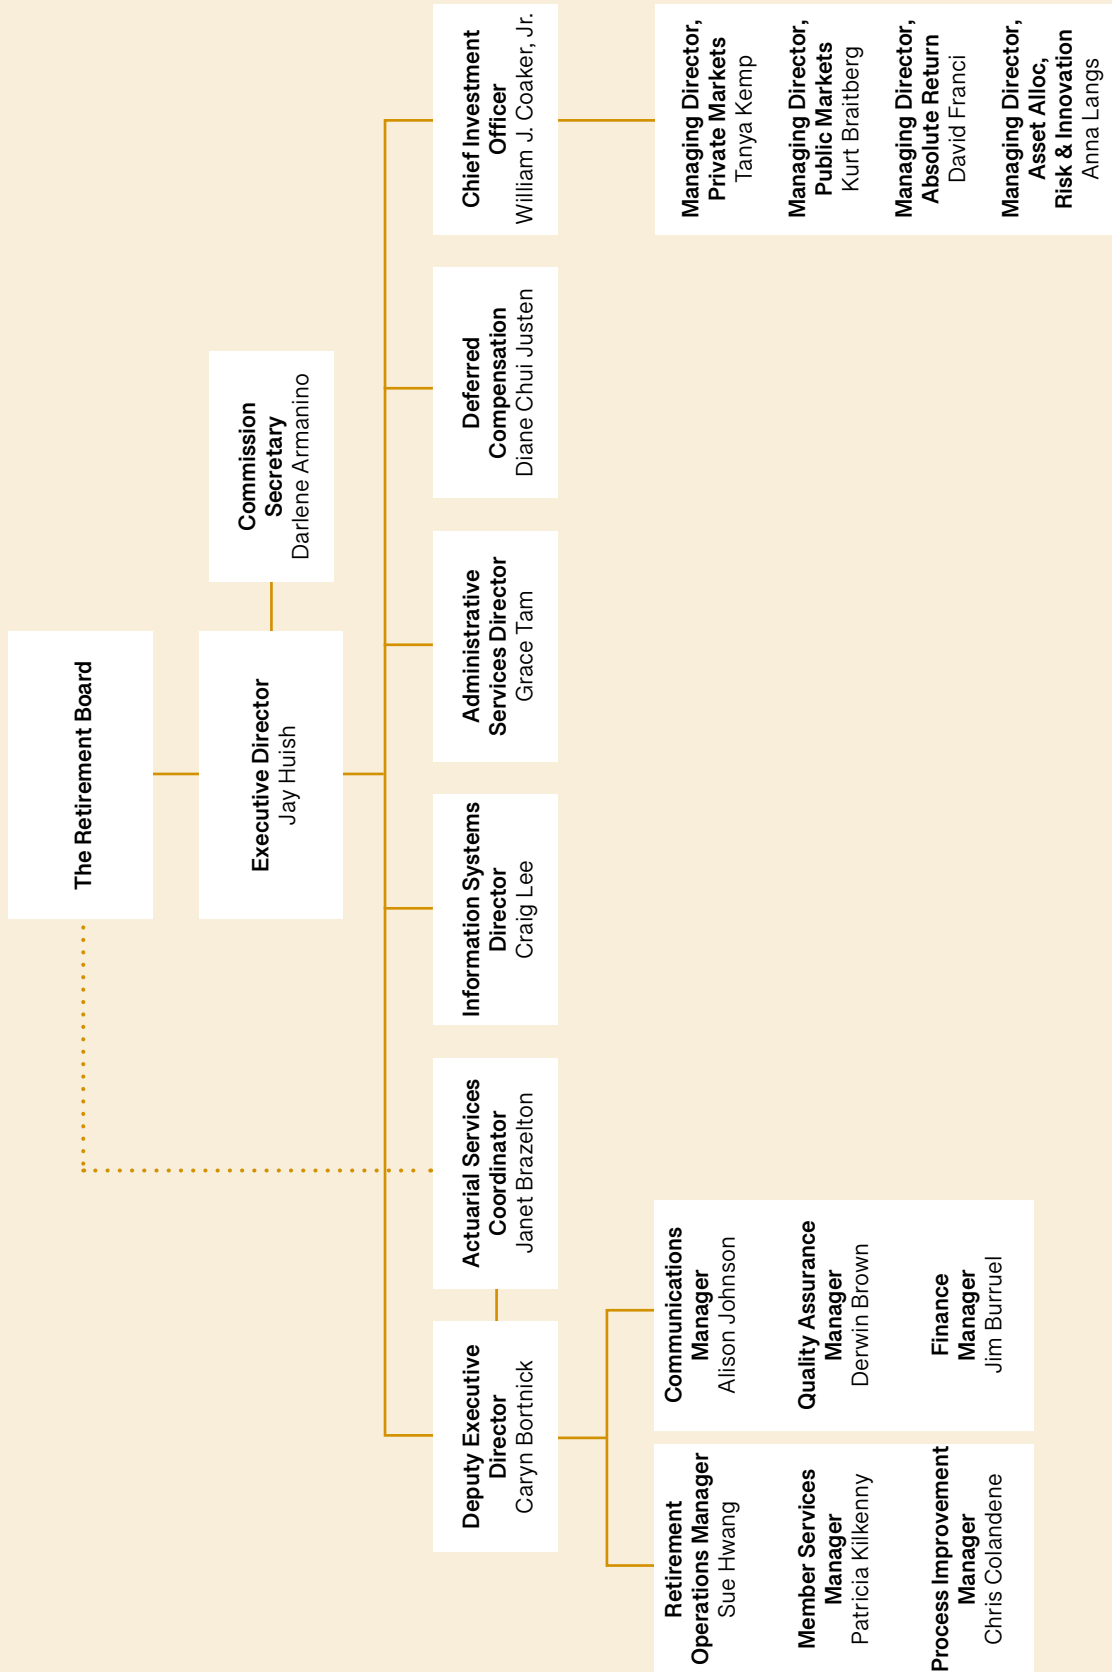 The Retirement Board
Executive Director
Jay Huish
Commission
Secretary
Darlene Armanino
Deputy Executive
Director
Caryn Bortnick
Actuarial Services
Coordinator
Janet Brazelton
Information Systems
Director
Craig Lee
Administrative
Services Director
Grace Tam
Deferred
Compensation
Diane Chui Justen
Chief Investment
Officer
William J. Coaker, Jr.
Retirement
Operations Manager
Sue Hwang
Member Services
Manager
Patricia Kilkenny
Process Improvement
Manager
Chris Colandene
Communications
Manager
Alison Johnson
Quality Assurance
Manager
Derwin Brown
Finance
Manager
Jim Burruel
Managing Director,
Private Markets
Tanya Kemp
Managing Director,
Public Markets
Kurt Braitberg
Managing Director,
Absolute Return
David Franci
Managing Director,
Asset Alloc,
Risk & Innovation
Anna Langs